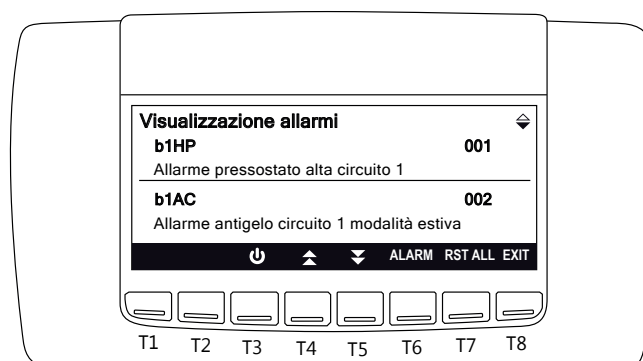 Visualizzazione allarmi
b1HP 001
Allarme pressostato alta circuito 1
b1AC 002
Allarme antigelo circuito 1 modalità estiva
ALARM RST ALL EXIT
T1 T2 T3 T4 T5 T6 T7 T8